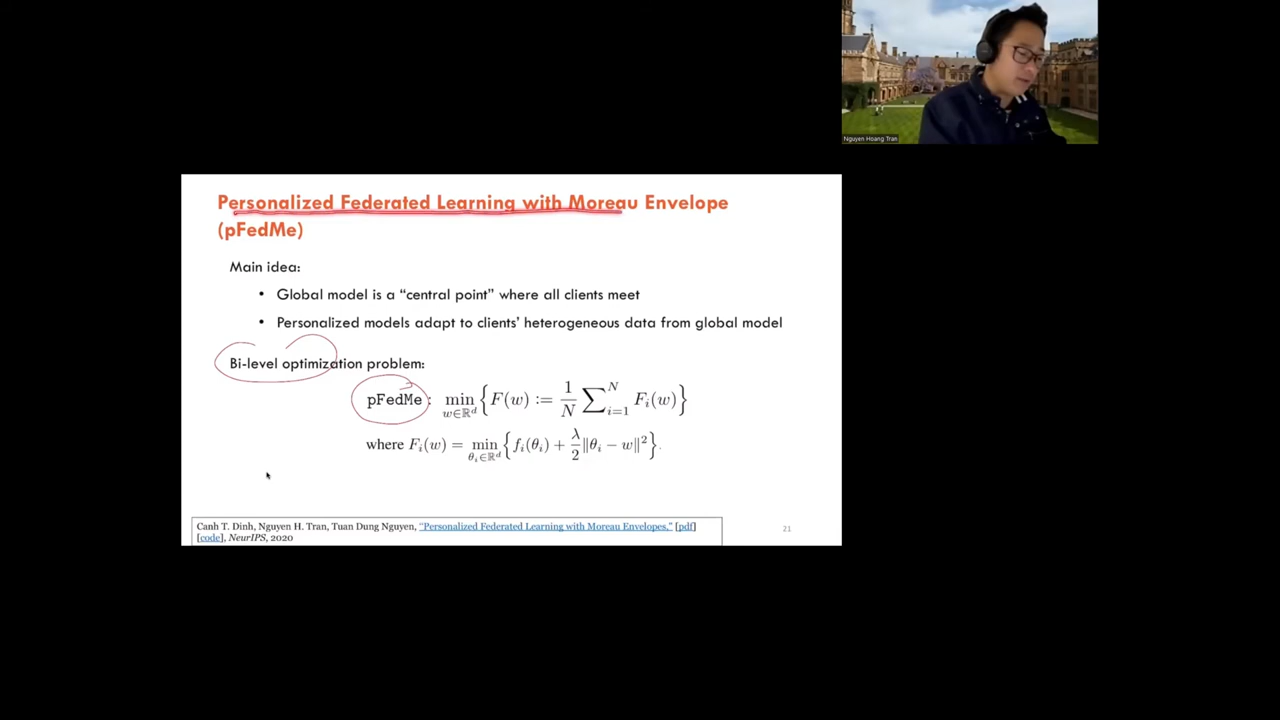 Nguyen Hoang Tran
Personalized Federated Learning with Moreau Envelope
(pFedMe)
Main idea:
• Global model is a “central point” where all clients meet
• Personalized models adapt to clients’ heterogeneous data from global model
Bi-level optimization problem:
pFedMe: min_{w∈ℝ^d} { F(w) := 1/N ∑_{i=1}^{N} F_i(w) }
where F_i(w) = min_{θ_i∈ℝ^d} { f_i(θ_i) + λ/2 ‖θ_i − w‖² }.
Canh T. Dinh, Nguyen H. Tran, Tuan Dung Nguyen, "Personalized Federated Learning with Moreau Envelopes," [pdf]
[code], NeurIPS, 2020
21